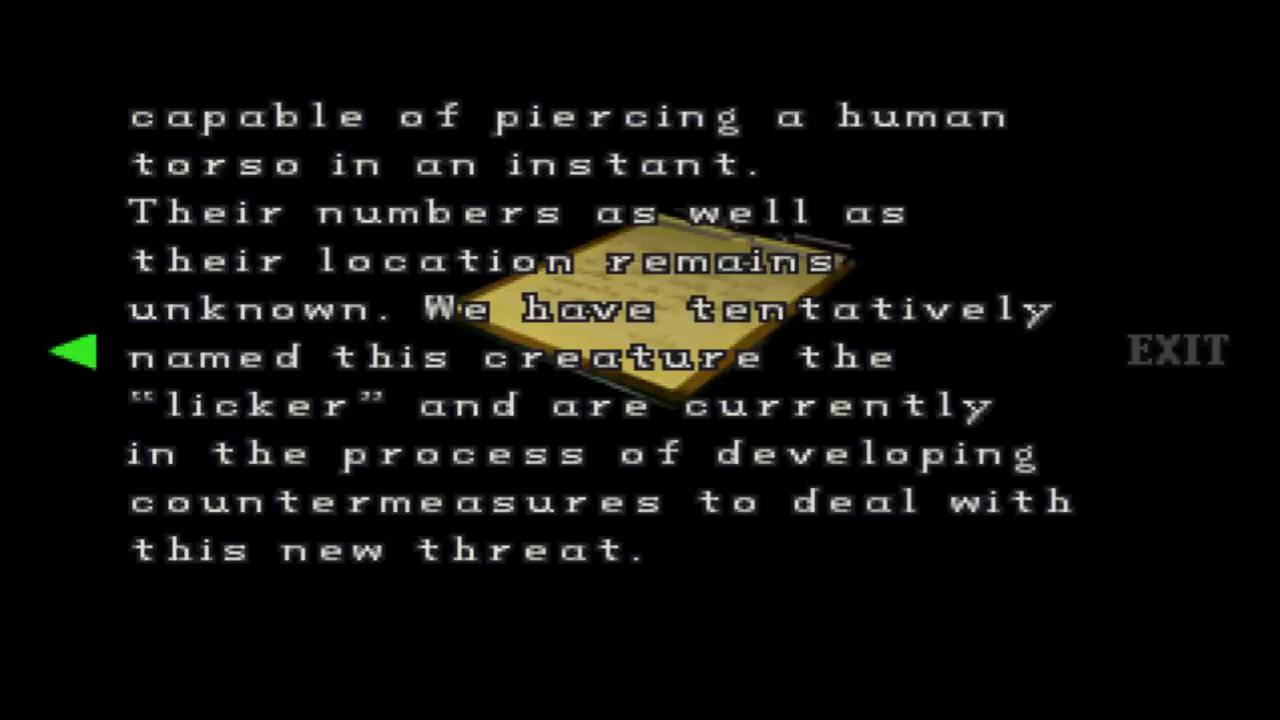 capable of piercing a human
torso in an instant.
Their numbers as well as
their location remains
unknown. We have tentatively
named this creature the
“licker” and are currently
in the process of developing
countermeasures to deal with
this new threat.
EXIT